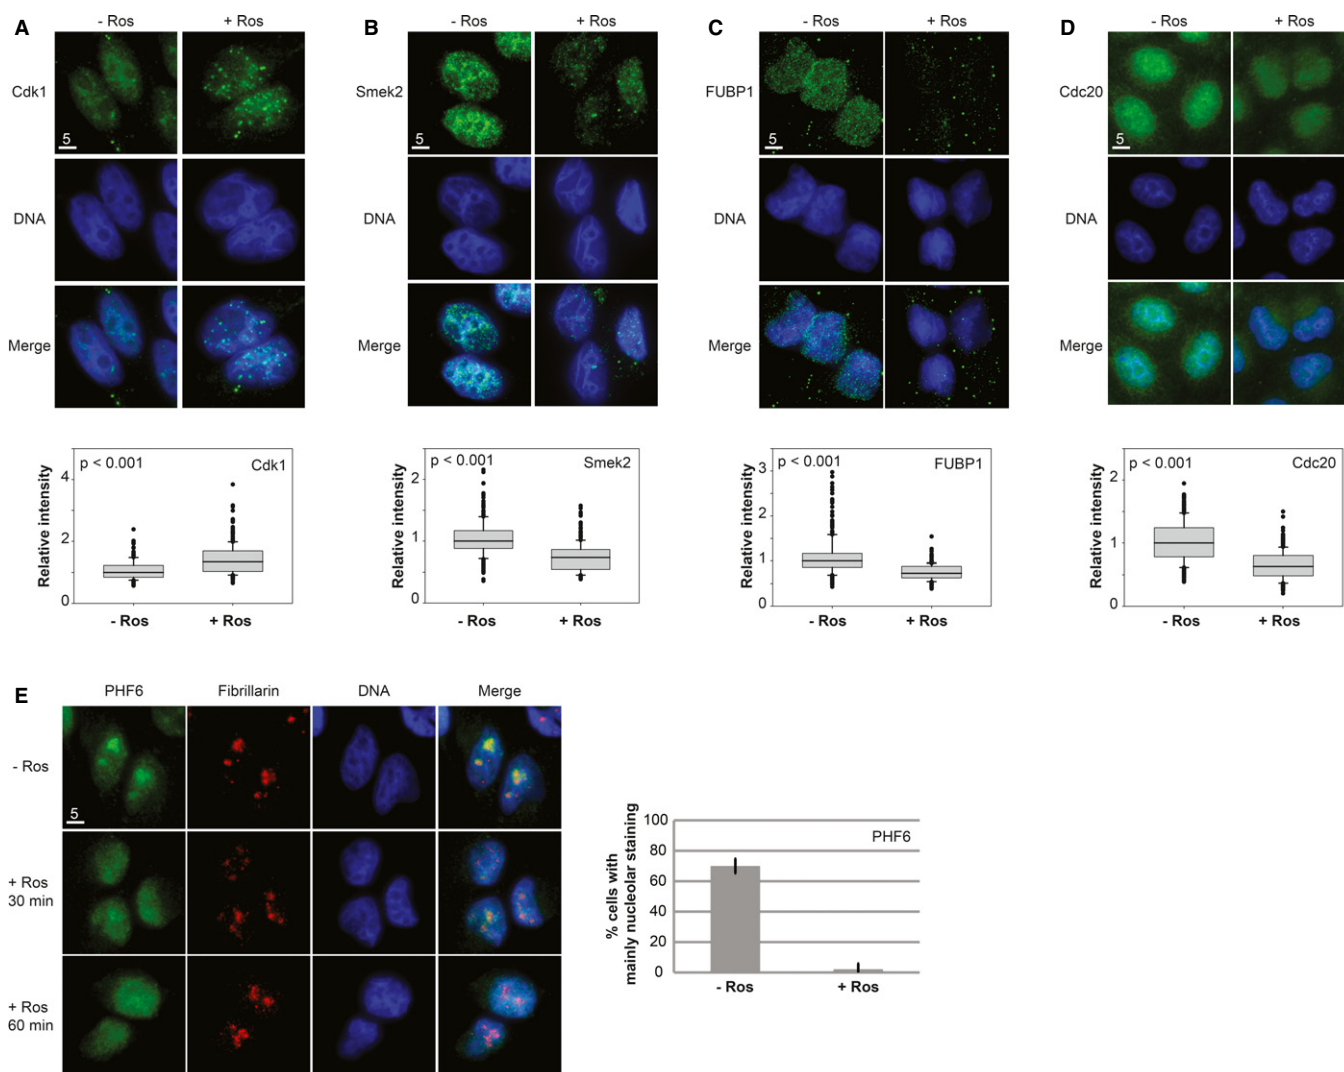 A
- Ros
+ Ros
Cdk1
5
DNA
Merge
Relative intensity
4
2
0
p < 0.001
Cdk1
- Ros
+ Ros
B
- Ros
+ Ros
Smek2
5
DNA
Merge
Relative intensity
2
1
0
p < 0.001
Smek2
- Ros
+ Ros
C
- Ros
+ Ros
FUBP1
5
DNA
Merge
Relative intensity
3
2
1
0
p < 0.001
FUBP1
- Ros
+ Ros
D
- Ros
+ Ros
Cdc20
5
DNA
Merge
Relative intensity
2
1
0
p < 0.001
Cdc20
- Ros
+ Ros
E
PHF6
Fibrillarin
DNA
Merge
- Ros
5
+ Ros
30 min
+ Ros
60 min
% cells with
mainly nucleolar staining
100
80
60
40
20
0
PHF6
- Ros
+ Ros